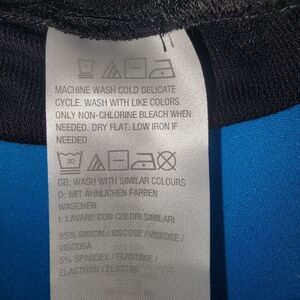 MACHINE WASH COLD DELICATE
CYCLE. WASH WITH LIKE COLORS.
ONLY NON-CHLORINE BLEACH WHEN
NEEDED. DRY FLAT. LOW IRON IF
NEEDED
30
GB: WASH WITH SIMILAR COLOURS
D: MIT ÄHNLICHEN FARBEN
WASCHEN
I: LAVARE CON COLORI SIMILARI
95% RAYON / VISCOSE / VISKOSE /
VISCOSA
5% SPANDEX / ELASTANE /
ELASTHAN / ELASTAN